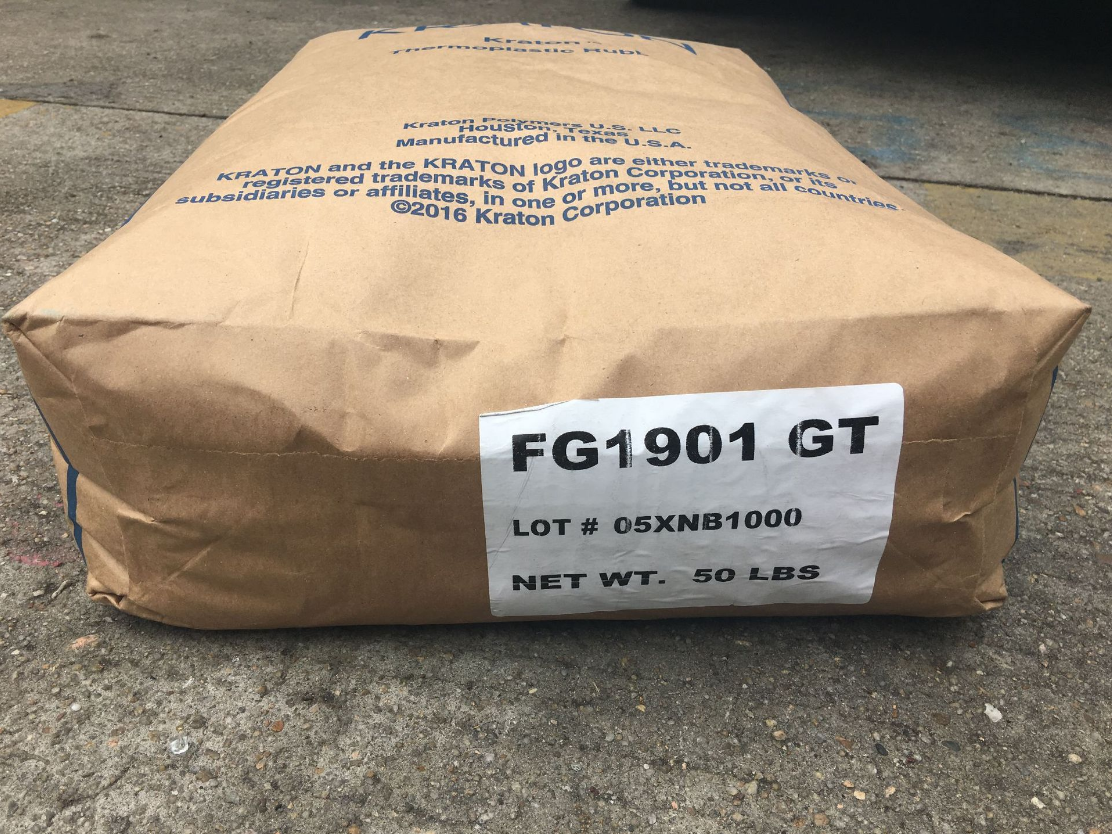 KRATON
Kraton
Thermoplastic Rubb
Kraton Polymers U.S. LLC
Houston, Texas
Manufactured in the U.S.A.
KRATON and the KRATON logo are either trademarks or
registered trademarks of Kraton Corporation, or its
subsidiaries or affiliates, in one or more, but not all countries.
©2016 Kraton Corporation
FG1901 GT
LOT # 05XNB1000
NET WT. 50 LBS